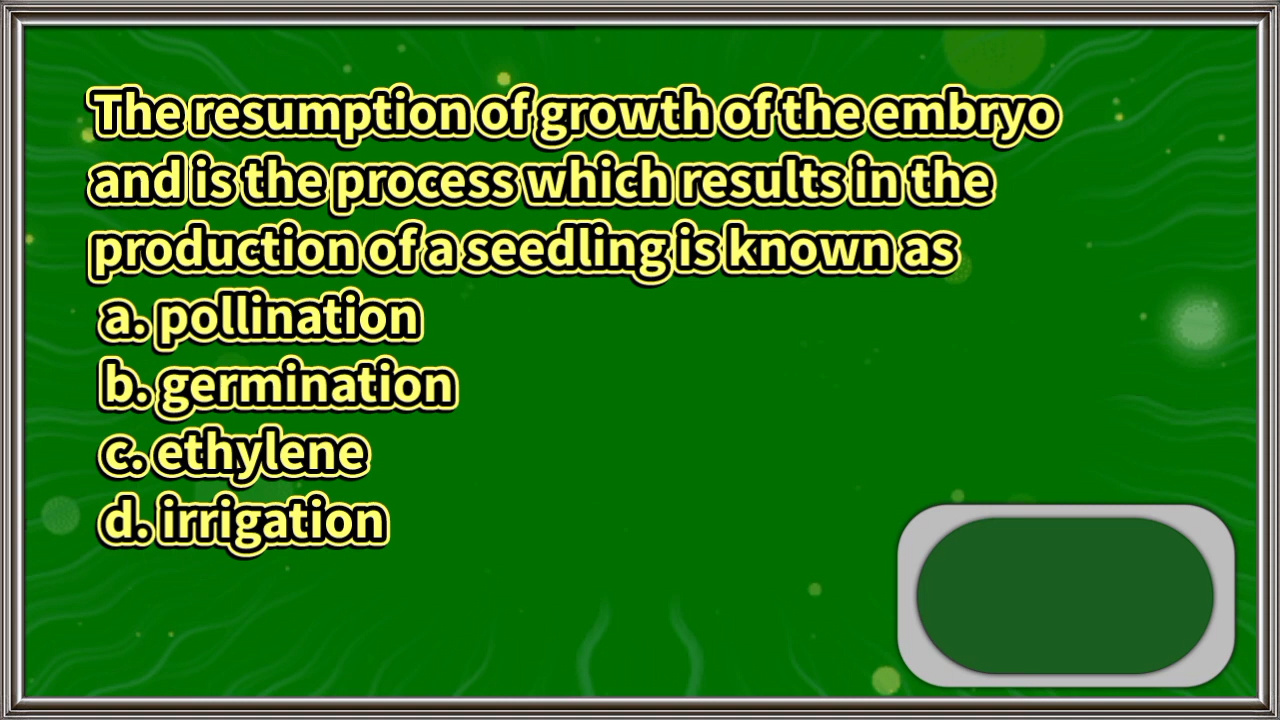 The resumption of growth of the embryo
and is the process which results in the
production of a seedling is known as
a. pollination
b. germination
c. ethylene
d. irrigation